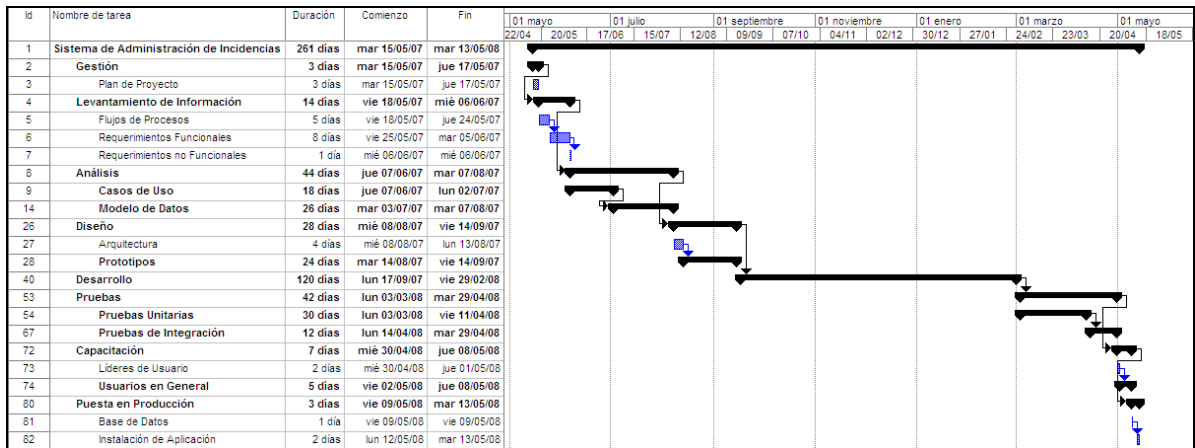 Id Nombre de tarea Duración Comienzo Fin 01 mayo 01 julio 01 septiembre 01 noviembre 01 enero 01 marzo 01 mayo
22/04 20/05 17/06 15/07 12/08 09/09 07/10 04/11 02/12 30/12 27/01 24/02 23/03 20/04 18/05
1 Sistema de Administración de Incidencias 261 días mar 15/05/07 mar 13/05/08
2 Gestión 3 días mar 15/05/07 jue 17/05/07
3 Plan de Proyecto 3 días mar 15/05/07 jue 17/05/07
4 Levantamiento de Información 14 días vie 18/05/07 mié 06/06/07
5 Flujos de Procesos 5 días vie 18/05/07 jue 24/05/07
6 Requerimientos Funcionales 8 días vie 25/05/07 mar 05/06/07
7 Requerimientos no Funcionales 1 día mié 06/06/07 mié 06/06/07
8 Análisis 44 días jue 07/06/07 mar 07/08/07
9 Casos de Uso 18 días jue 07/06/07 lun 02/07/07
14 Modelo de Datos 26 días mar 03/07/07 mar 07/08/07
26 Diseño 28 días mié 08/08/07 vie 14/09/07
27 Arquitectura 4 días mié 08/08/07 lun 13/08/07
28 Prototipos 24 días mar 14/08/07 vie 14/09/07
40 Desarrollo 120 días lun 17/09/07 vie 29/02/08
53 Pruebas 42 días lun 03/03/08 mar 29/04/08
54 Pruebas Unitarias 30 días lun 03/03/08 vie 11/04/08
67 Pruebas de Integración 12 días lun 14/04/08 mar 29/04/08
72 Capacitación 7 días mié 30/04/08 jue 08/05/08
73 Líderes de Usuario 2 días mié 30/04/08 jue 01/05/08
74 Usuarios en General 5 días vie 02/05/08 jue 08/05/08
80 Puesta en Producción 3 días vie 09/05/08 mar 13/05/08
81 Base de Datos 1 día vie 09/05/08 vie 09/05/08
82 Instalación de Aplicación 2 días lun 12/05/08 mar 13/05/08